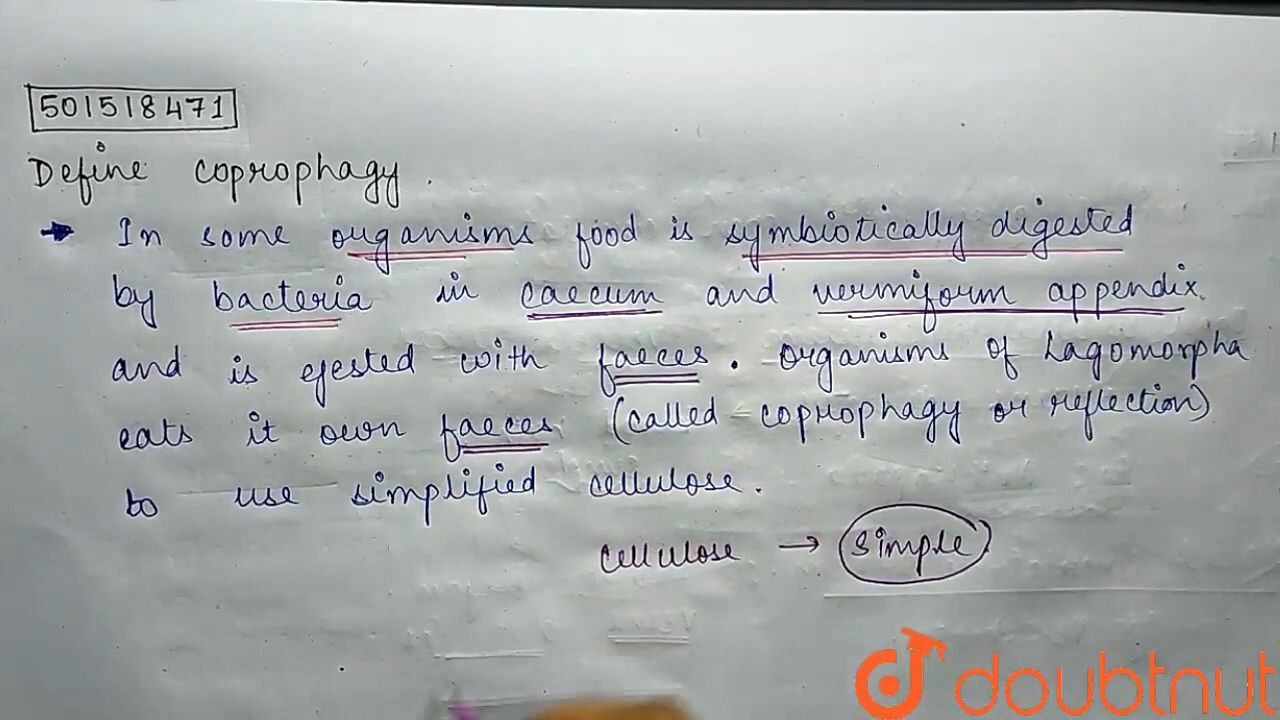 501518471
Define coprophagy.
→ In some organisms food is symbiotically digested
by bacteria in caecum and vermiform appendix
and is egested with faeces. Organisms of Lagomorpha
eats it own faeces (called coprophagy or reflection)
to use simplified cellulose.
cellulose → simple
doubtnut